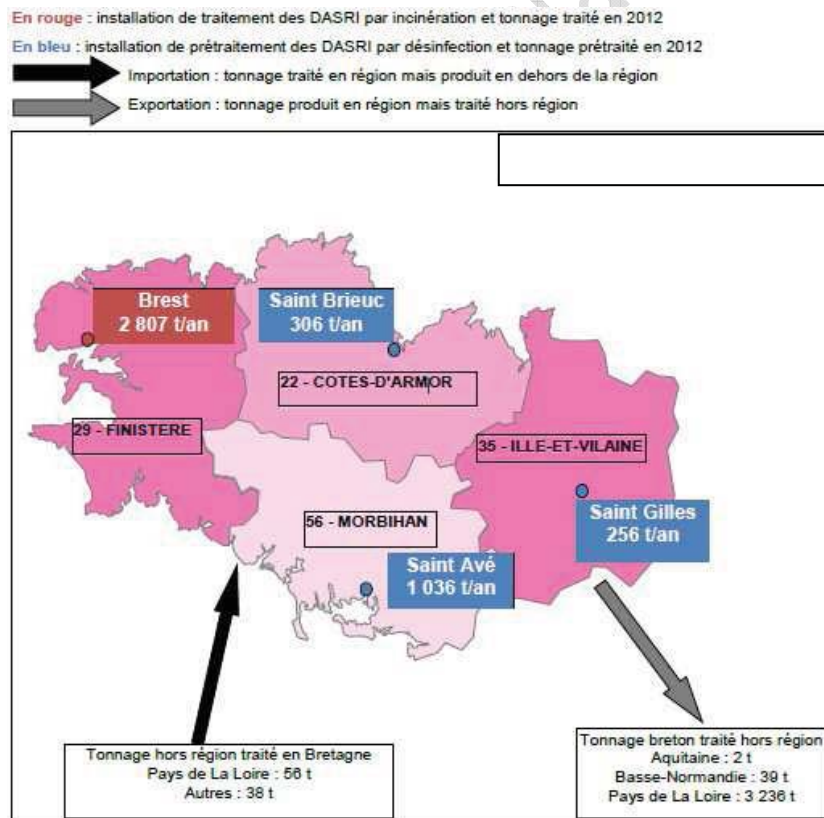 En rouge : installation de traitement des DASRI par incinération et tonnage traité en 2012
En bleu : installation de prétraitement des DASRI par désinfection et tonnage prétraité en 2012
Importation : tonnage traité en région mais produit en dehors de la région
Exportation : tonnage produit en région mais traité hors région
Brest
2 807 t/an
Saint Brieuc
306 t/an
22 - COTES-D'ARMOR
29 - FINISTERE
35 - ILLE-ET-VILAINE
56 - MORBIHAN
Saint Gilles
256 t/an
Saint Avé
1 036 t/an
Tonnage hors région traité en Bretagne
Pays de La Loire : 56 t
Autres : 38 t
Tonnage breton traité hors région
Aquitaine : 2 t
Basse-Normandie : 39 t
Pays de La Loire : 3 236 t